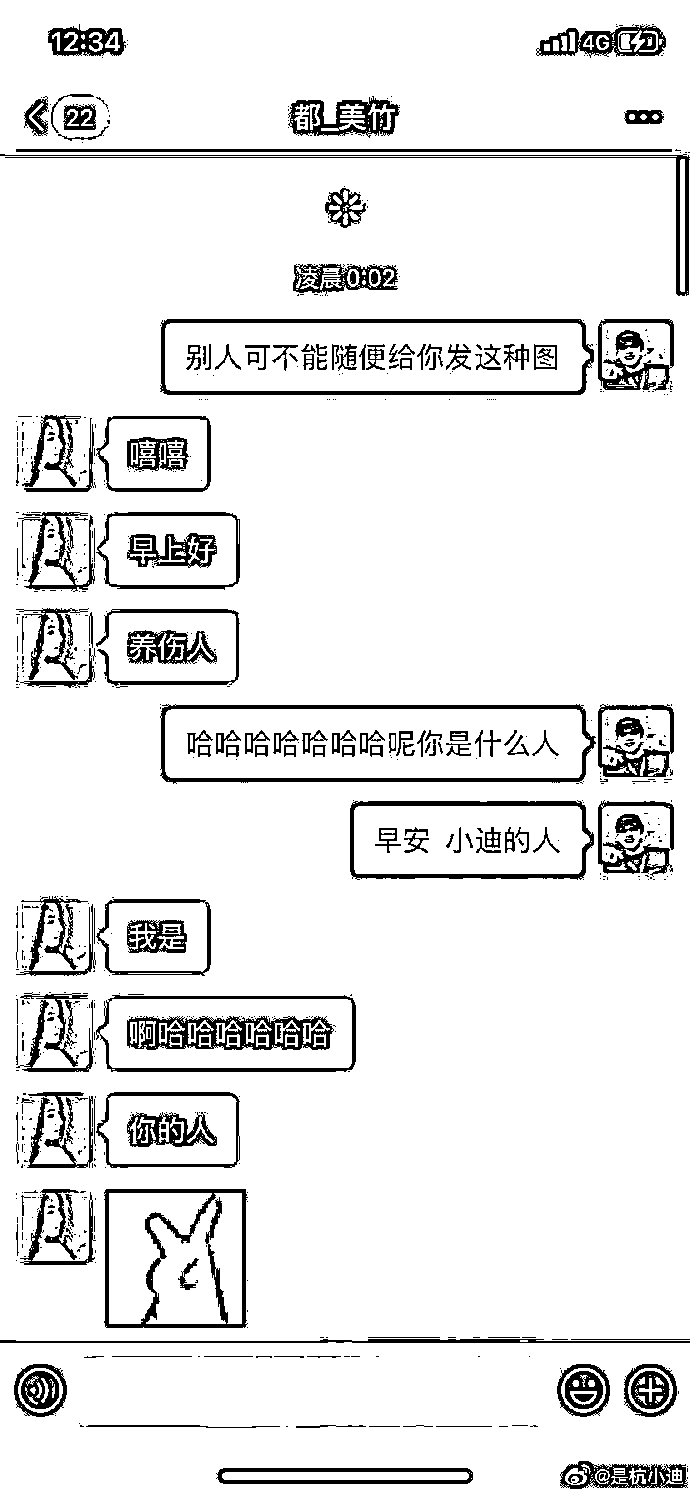 12:34
4G
22
都_美竹
凌晨0:02
别人可不能随便给你发这种图
嘻嘻
早上好
养伤人
哈哈哈哈哈哈哈呢你是什么人
早安 小迪的人
我是
啊哈哈哈哈哈哈
你的人
@是杭小迪